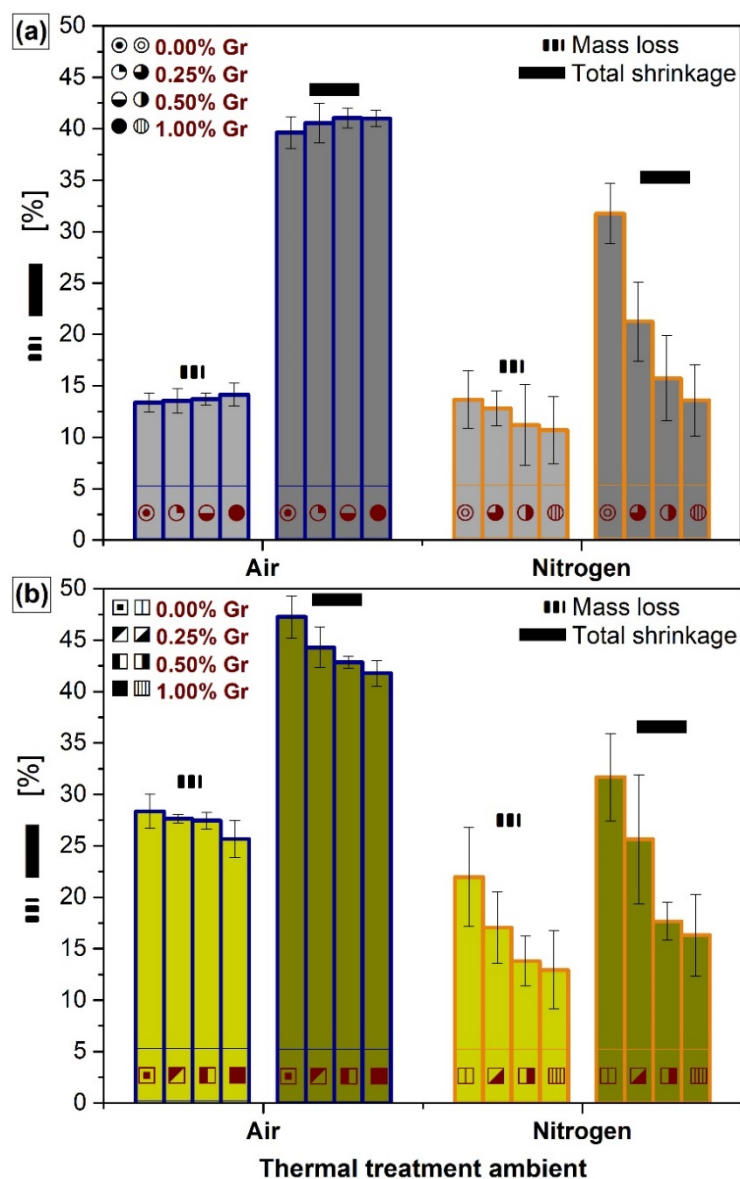 (a)
50
45
40
35
30
25
20
15
10
5
0
[%]
0.00% Gr
0.25% Gr
0.50% Gr
1.00% Gr
Mass loss
Total shrinkage
Air Nitrogen
(b)
50
45
40
35
30
25
20
15
10
5
0
[%]
0.00% Gr
0.25% Gr
0.50% Gr
1.00% Gr
Mass loss
Total shrinkage
Air Nitrogen
Thermal treatment ambient